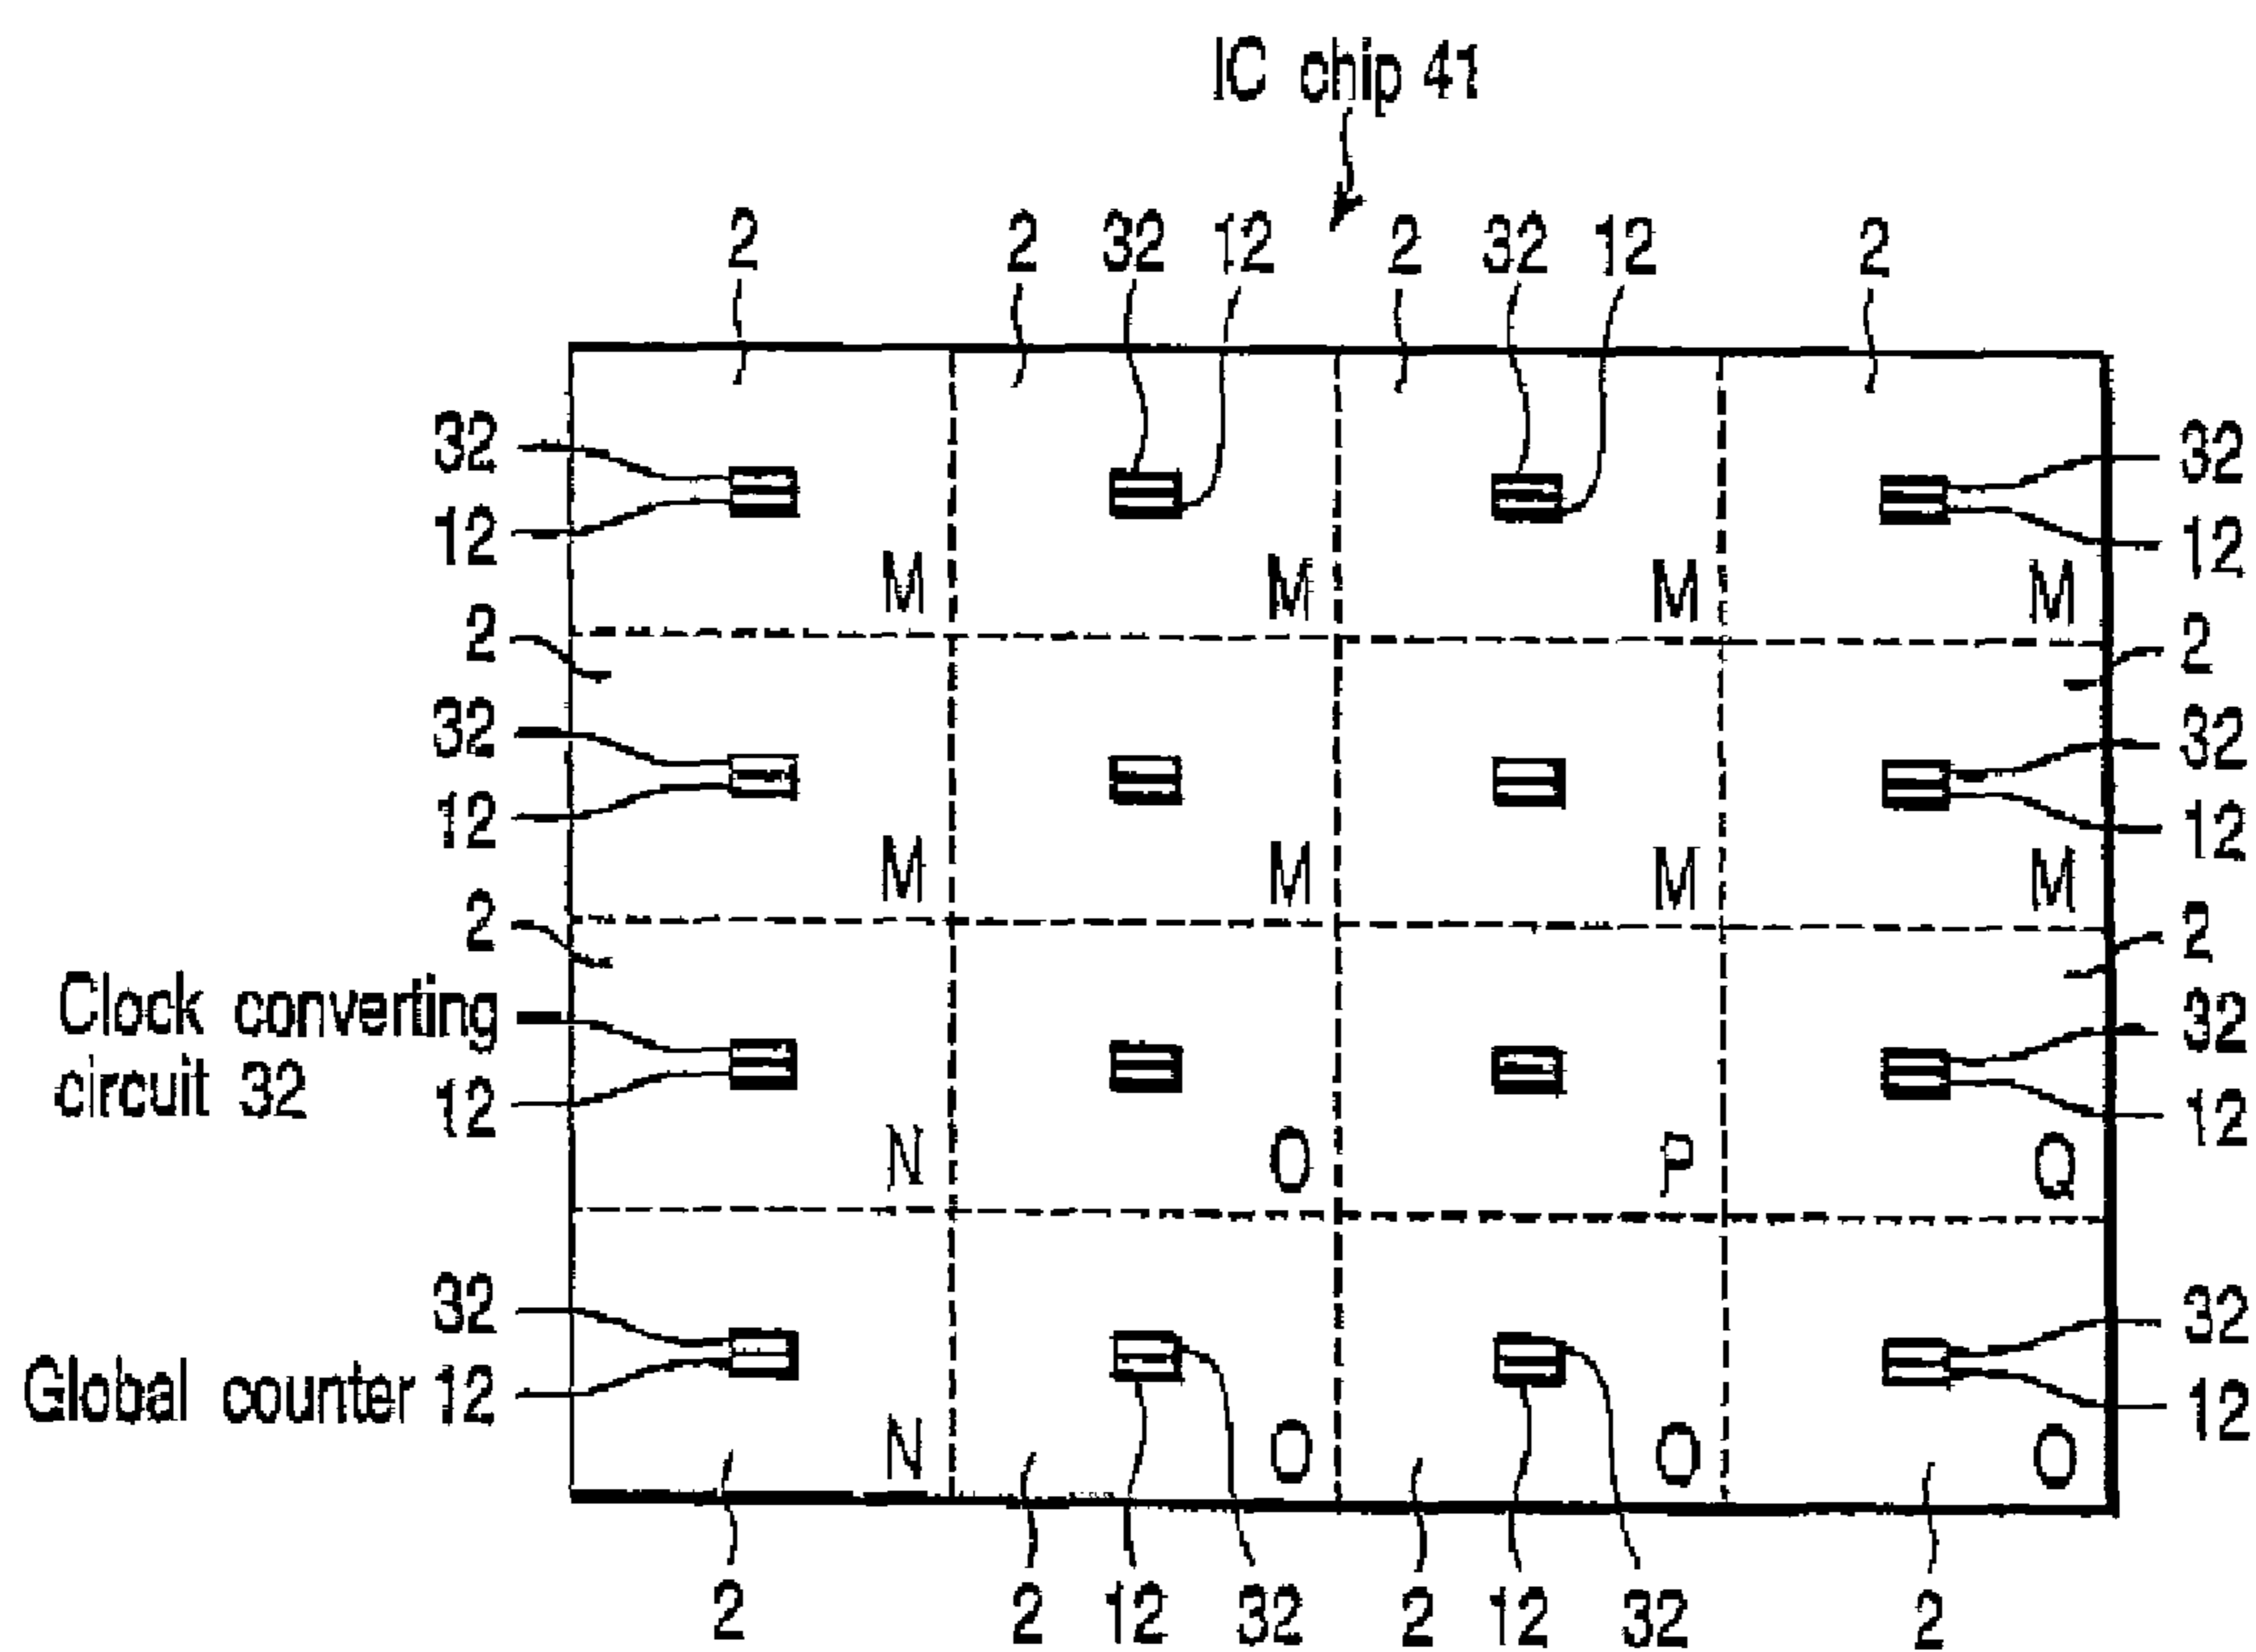 IC chip 41
2 2 32 12 2 32 12 2
32 32
12 12
M M M M
2 2
32 32
12 12
M M M M
2 2
Clock converting 32
circuit 32 12 12
N O P Q
32 32
Global counter 12 12
N O O O
2 2 12 32 2 12 32 2